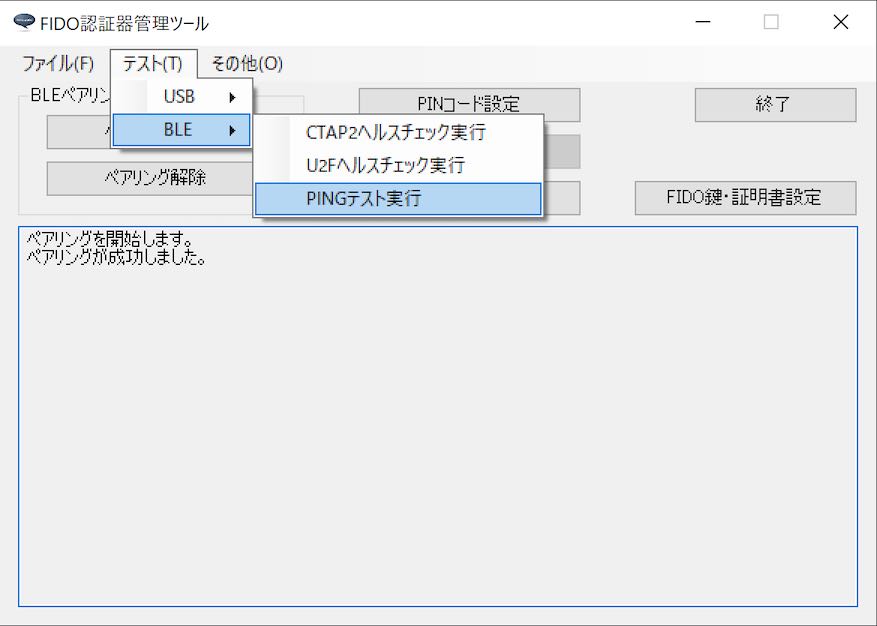 FIDO認証器管理ツール
ファイル(F) テスト(T) その他(O)
BLEペアリン
USB
BLE
CTAP2ヘルスチェック実行
U2Fヘルスチェック実行
PINGテスト実行
PINコード設定
終了
ペアリング解除
FIDO鍵・証明書設定
ペアリングを開始します。
ペアリングが成功しました。